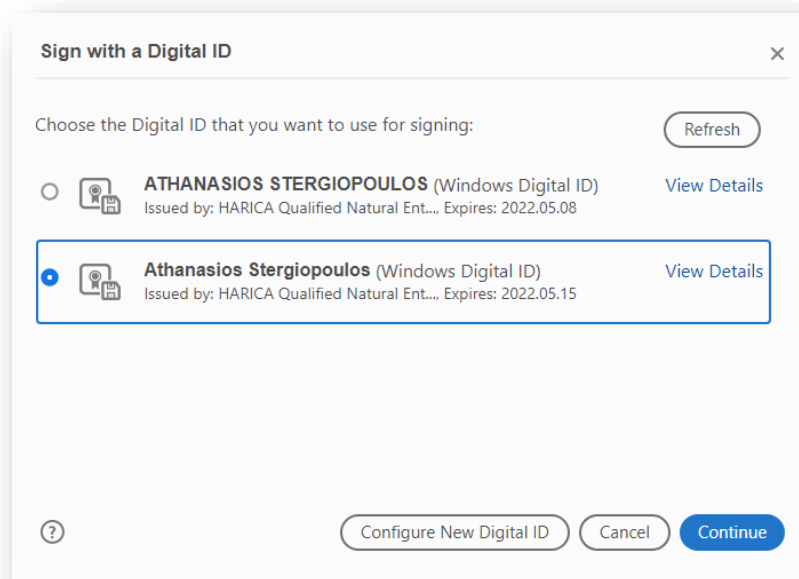 Sign with a Digital ID
×
Choose the Digital ID that you want to use for signing:
Refresh
ATHANASIOS STERGIOPOULOS (Windows Digital ID)
View Details
Issued by: HARICA Qualified Natural Ent..., Expires: 2022.05.08
Athanasios Stergiopoulos (Windows Digital ID)
View Details
Issued by: HARICA Qualified Natural Ent..., Expires: 2022.05.15
?
Configure New Digital ID
Cancel
Continue